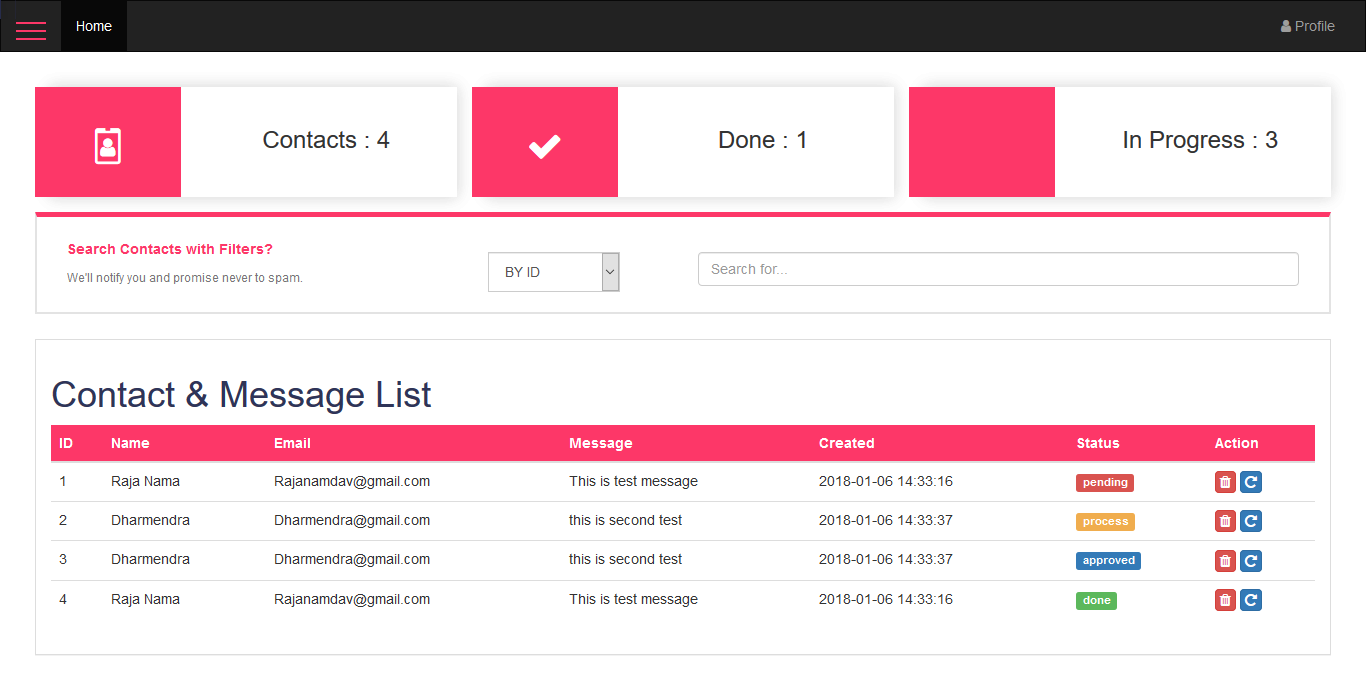 Home
Profile
Contacts : 4
Done : 1
In Progress : 3
Search Contacts with Filters?
We'll notify you and promise never to spam.
BY ID
Search for...
Contact & Message List
ID Name Email Message Created Status Action
1 Raja Nama Rajanamdav@gmail.com This is test message 2018-01-06 14:33:16 pending
2 Dharmendra Dharmendra@gmail.com this is second test 2018-01-06 14:33:37 process
3 Dharmendra Dharmendra@gmail.com this is second test 2018-01-06 14:33:37 approved
4 Raja Nama Rajanamdav@gmail.com This is test message 2018-01-06 14:33:16 done